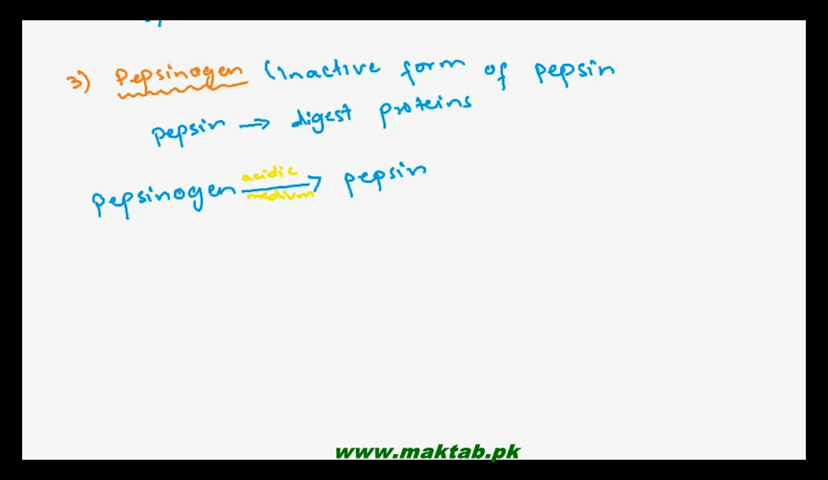 3) Pepsinogen (Inactive form of pepsin
pepsin → digest proteins
pepsinogen acidic medium → pepsin
www.maktab.pk